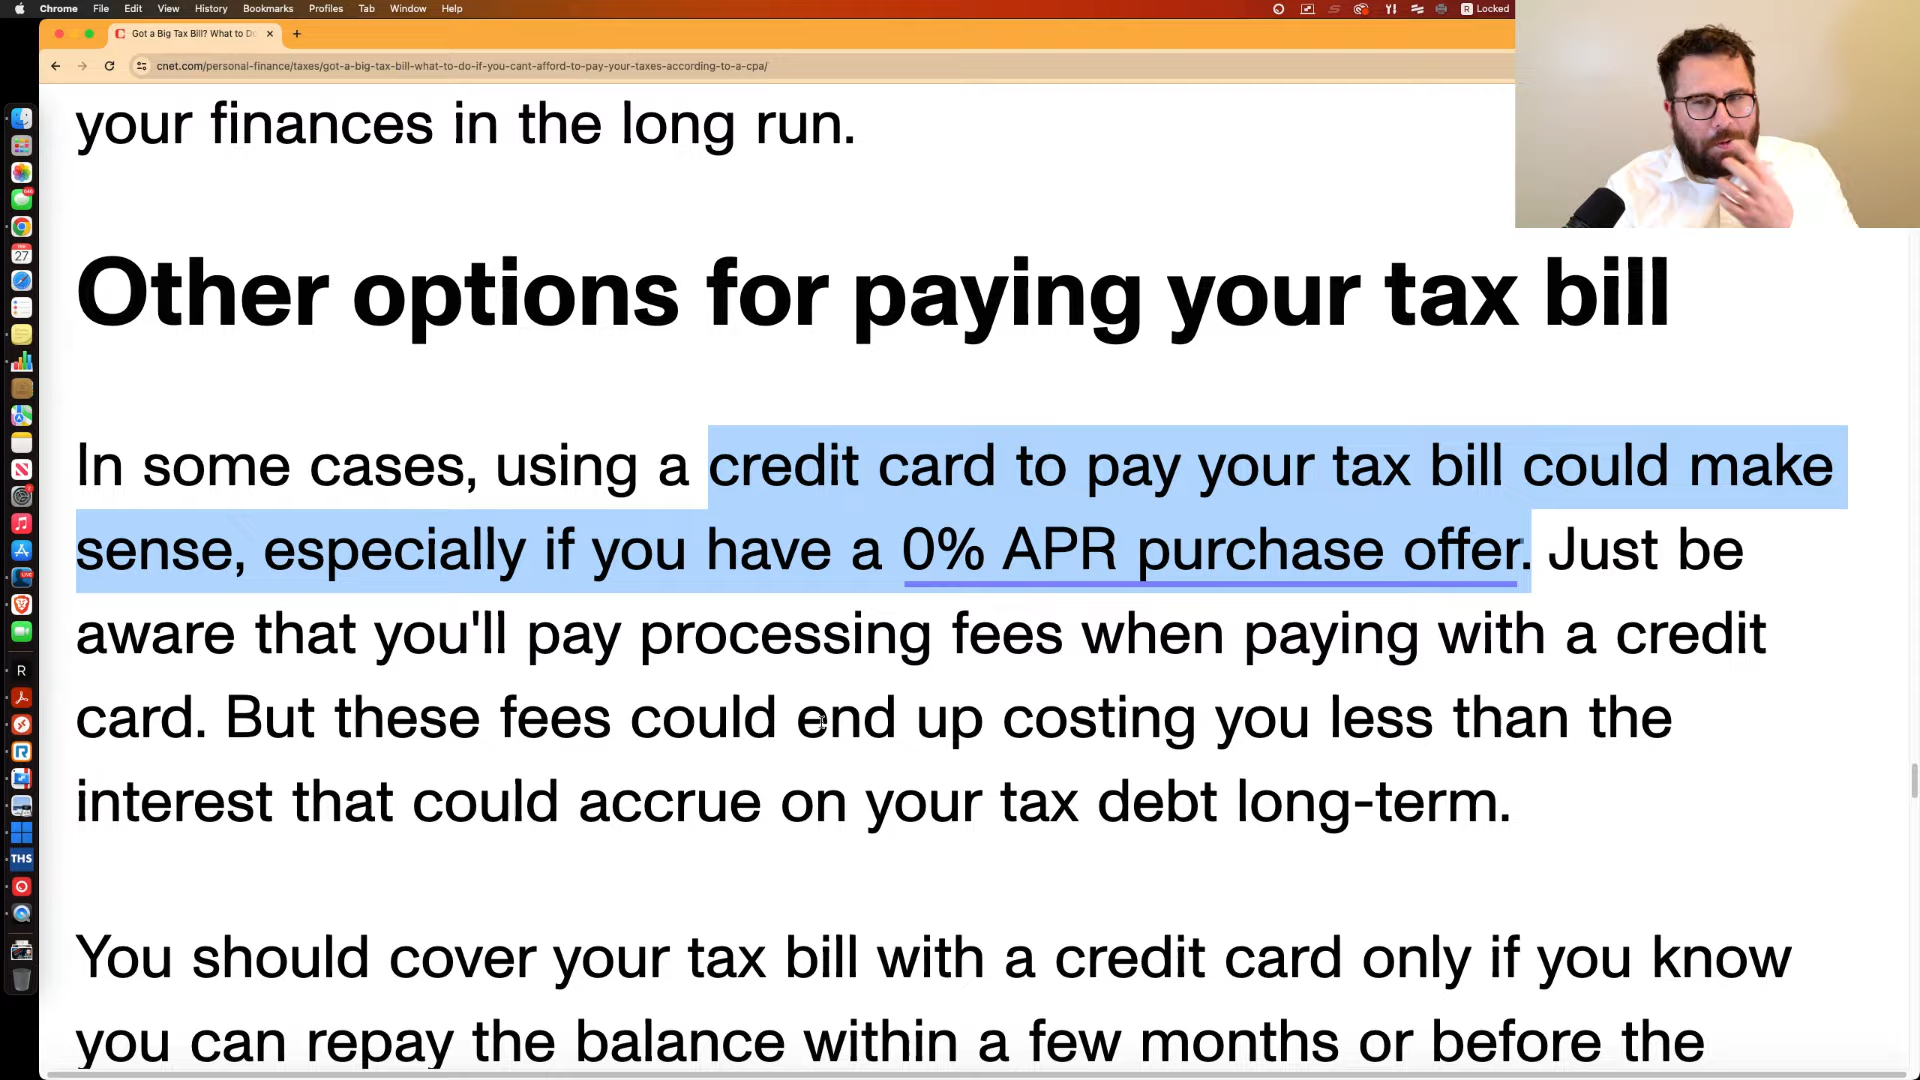 Chrome File Edit View History Bookmarks Profiles Tab Window Help
R Locked
Got a Big Tax Bill? What to Do
cnet.com/personal-finance/taxes/got-a-big-tax-bill-what-to-do-if-you-cant-afford-to-pay-your-taxes-according-to-a-cpa/
your finances in the long run.
Other options for paying your tax bill
In some cases, using a credit card to pay your tax bill could make
sense, especially if you have a 0% APR purchase offer. Just be
aware that you'll pay processing fees when paying with a credit
card. But these fees could end up costing you less than the
interest that could accrue on your tax debt long-term.
You should cover your tax bill with a credit card only if you know
you can repay the balance within a few months or before the
27
R
THS